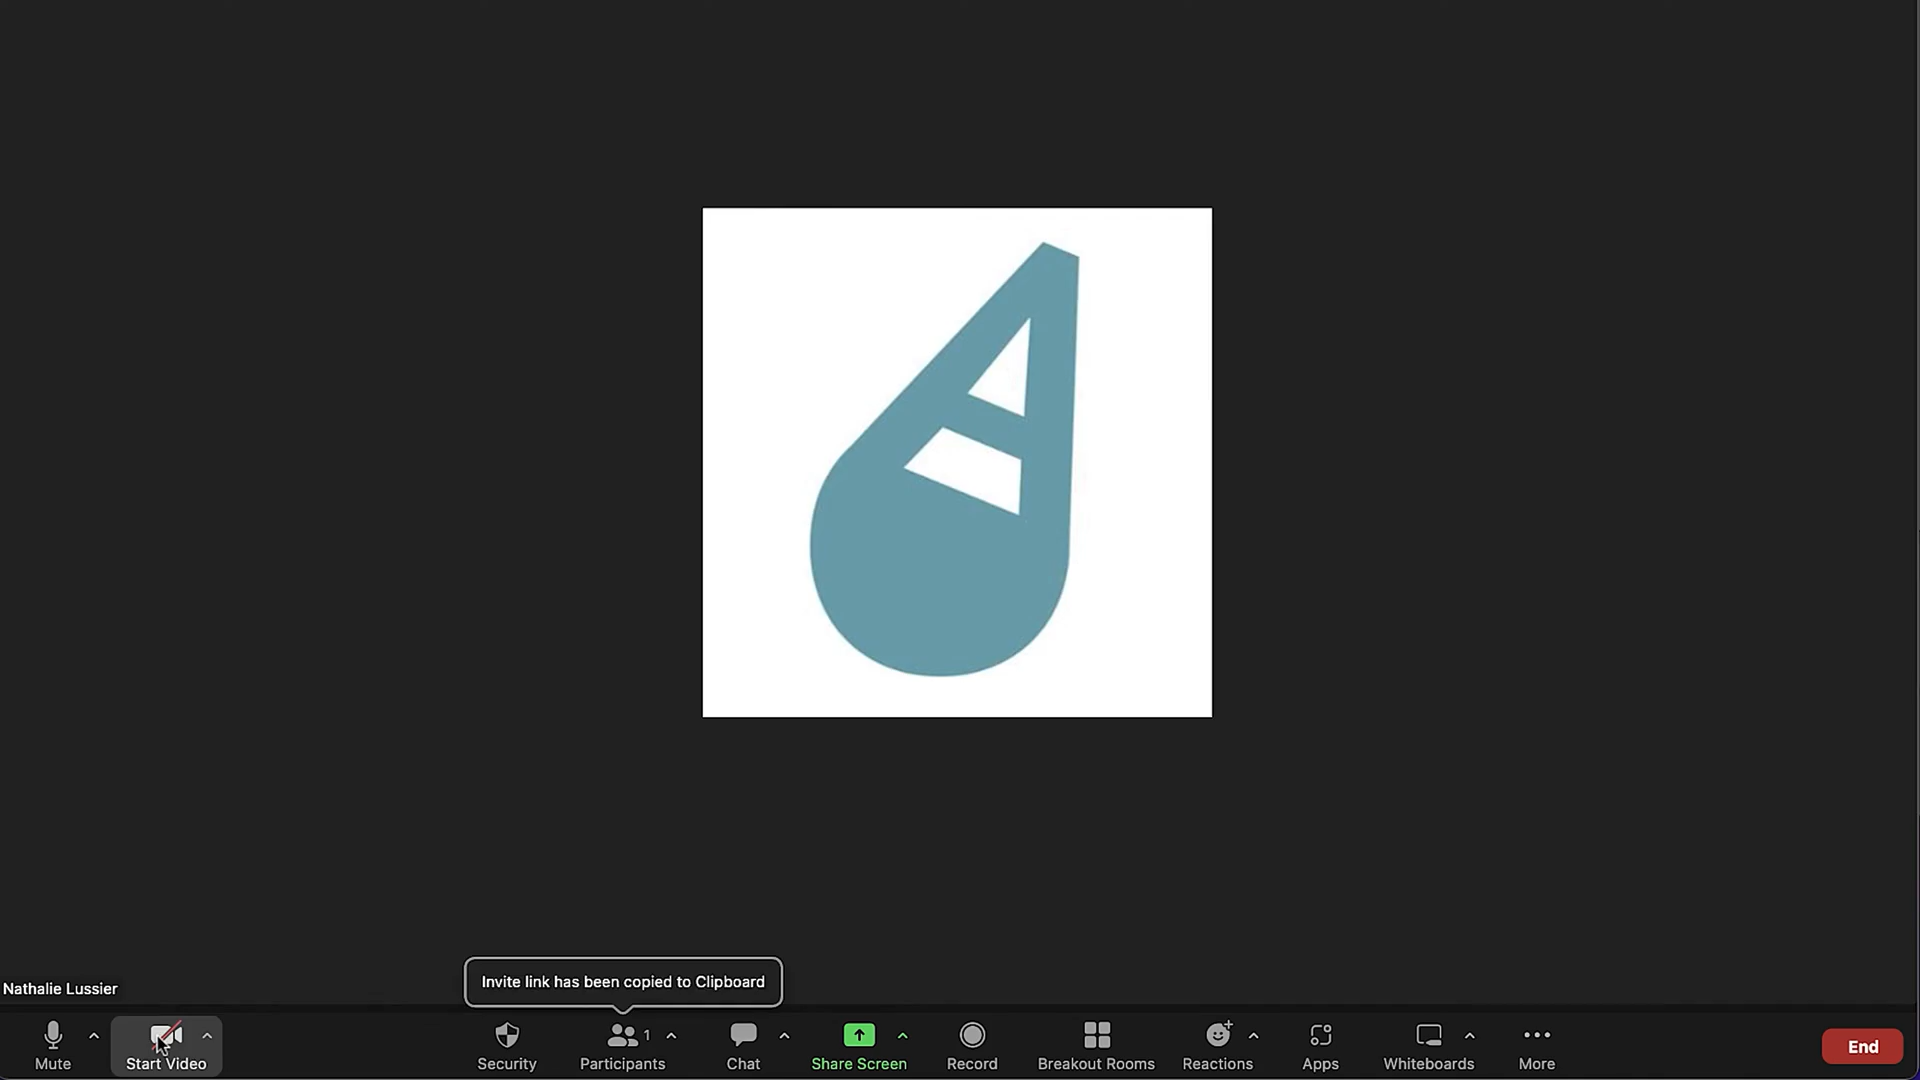 Nathalie Lussier
Invite link has been copied to Clipboard
1
Mute
Start Video
Security
Participants
Chat
Share Screen
Record
Breakout Rooms
Reactions
Apps
Whiteboards
More
End